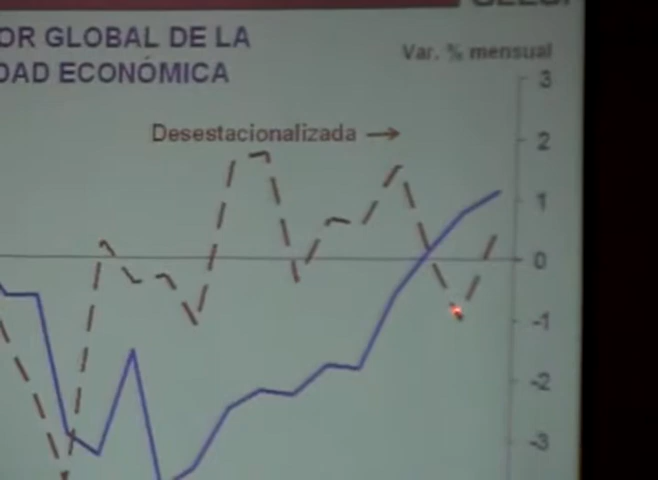 OR GLOBAL DE LA
DAD ECONÓMICA
Var. % mensual
3
Desestacionalizada
2
1
0
-1
-2
-3